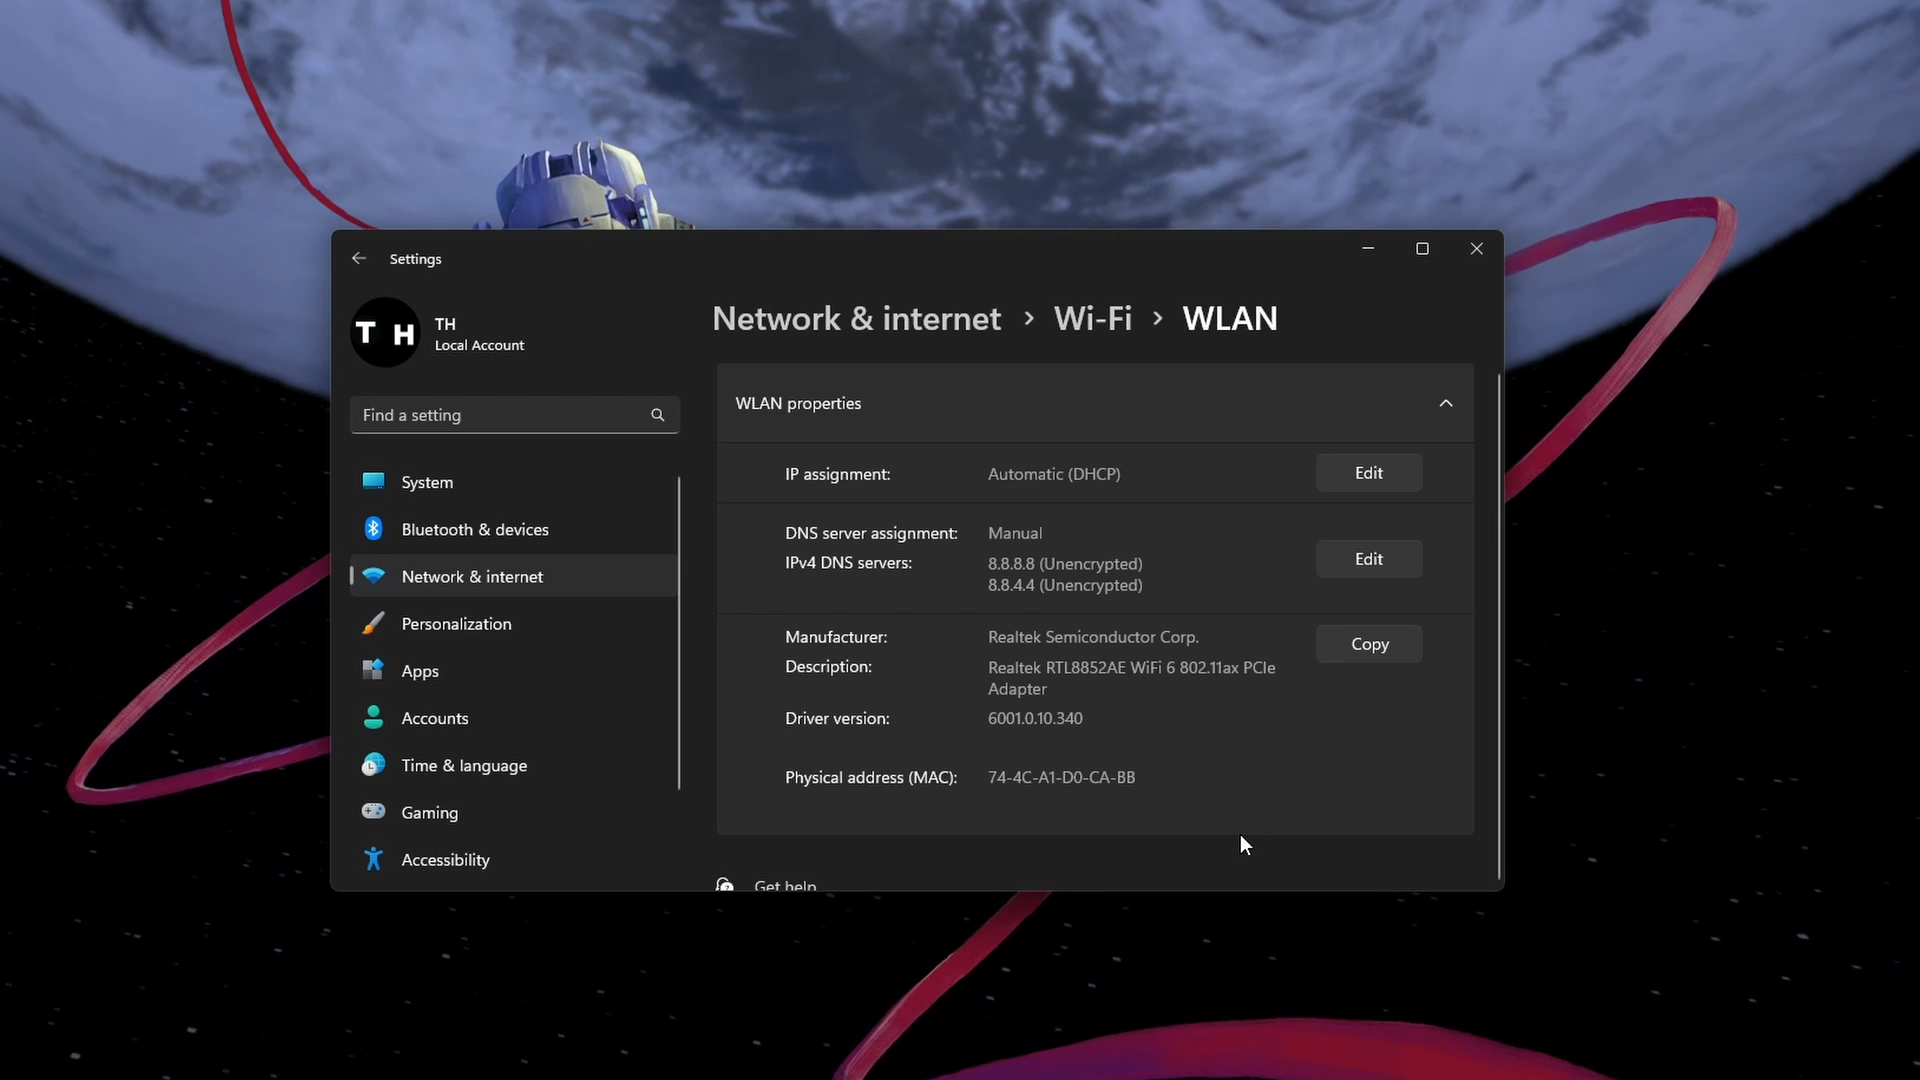 Settings
T H
TH
Local Account
Find a setting
System
Bluetooth & devices
Network & internet
Personalization
Apps
Accounts
Time & language
Gaming
Accessibility
Network & internet > Wi-Fi > WLAN
WLAN properties
IP assignment: Automatic (DHCP) Edit
DNS server assignment: Manual
IPv4 DNS servers: 8.8.8.8 (Unencrypted) Edit
8.8.4.4 (Unencrypted)
Manufacturer: Realtek Semiconductor Corp. Copy
Description: Realtek RTL8852AE WiFi 6 802.11ax PCIe
Adapter
Driver version: 6001.0.10.340
Physical address (MAC): 74-4C-A1-D0-CA-BB
Get help